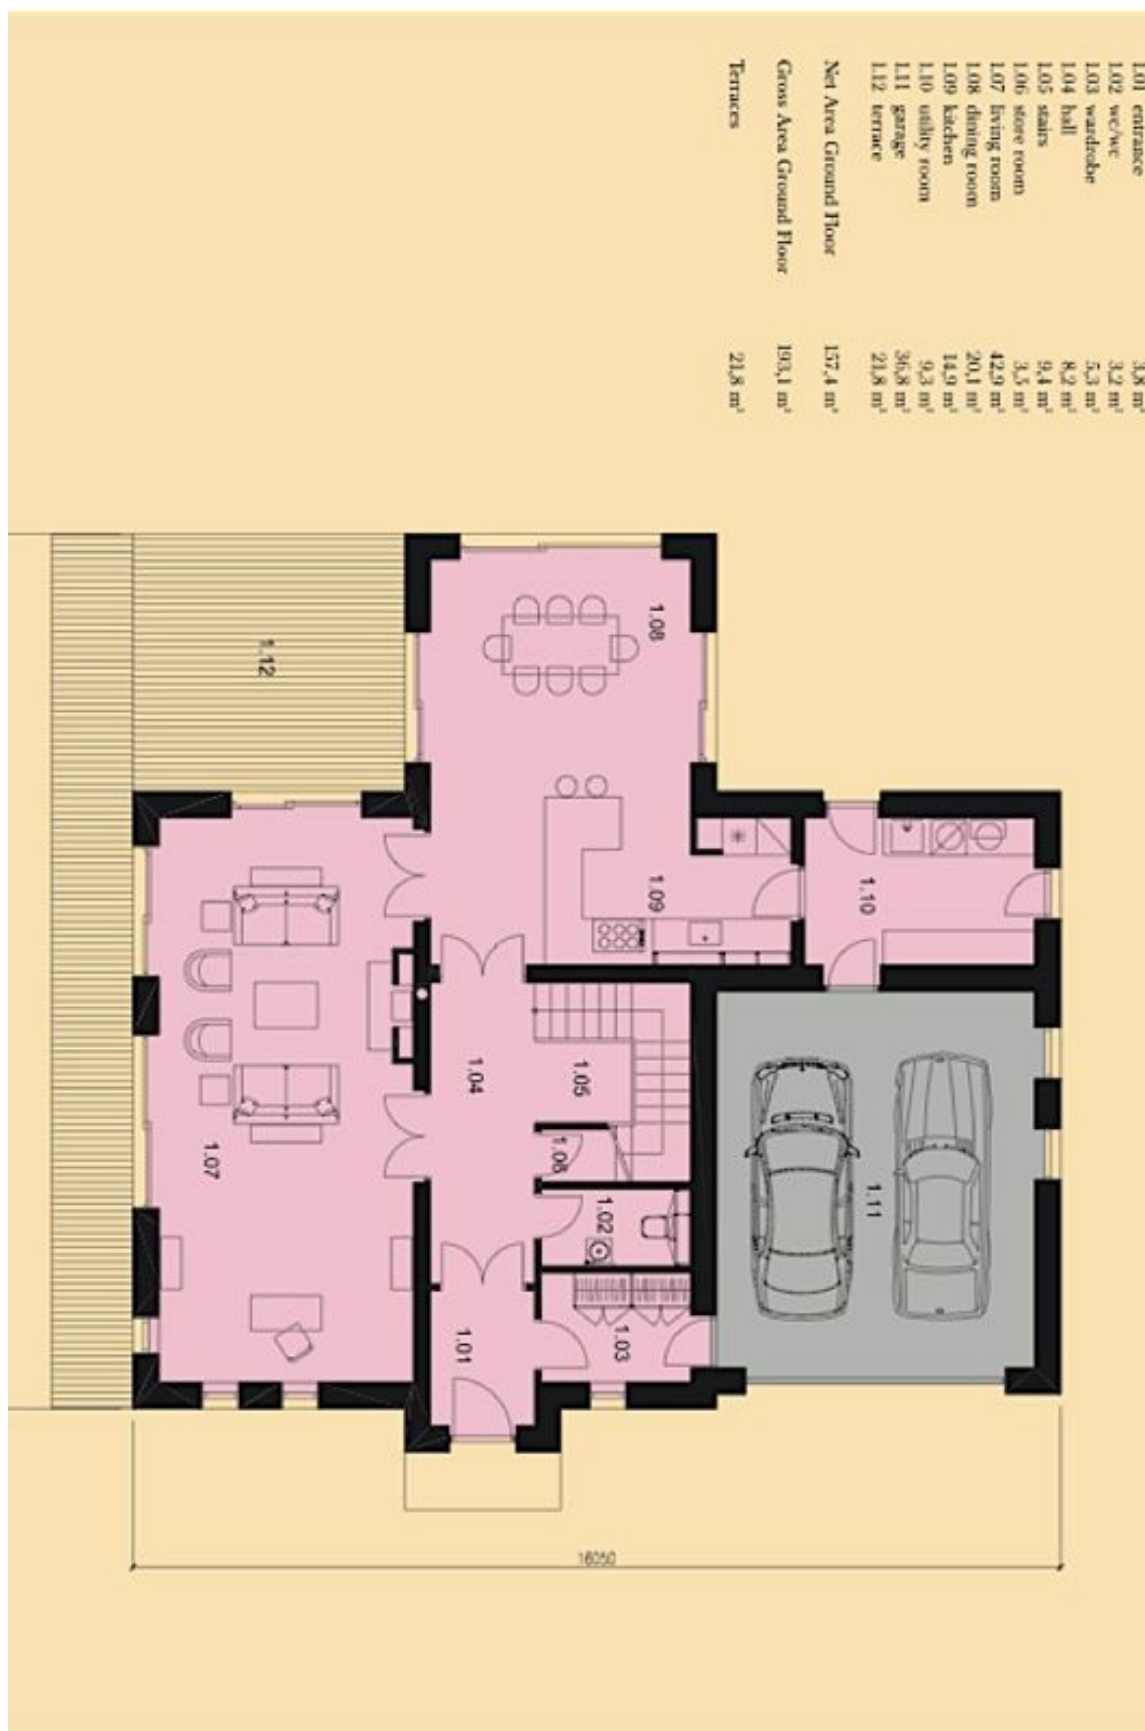 1.01 entrance 3,8 m²
1.02 wc/wc 3,2 m²
1.03 wardrobe 5,3 m²
1.04 hall 8,2 m²
1.05 stairs 9,4 m²
1.06 store room 3,5 m²
1.07 living room 42,9 m²
1.08 dining room 20,1 m²
1.09 kitchen 14,9 m²
1.10 utility room 9,3 m²
1.11 garage 36,8 m²
1.12 terrace 21,8 m²
Net Area Ground Floor 157,4 m²
Gross Area Ground Floor 193,1 m²
Terraces 21,8 m²
1.08
1.12
1.09
1.10
1.04
1.05
1.06
1.07
1.02
1.11
1.01
1.03
16050